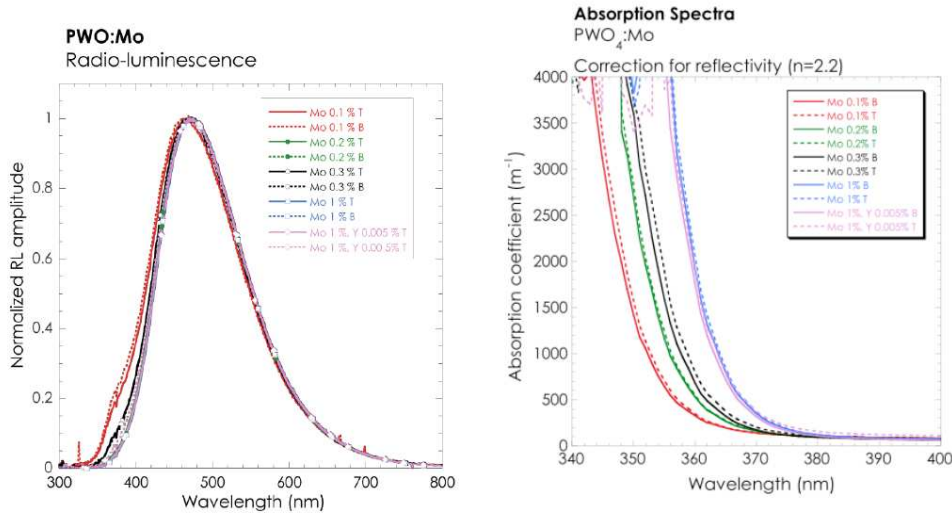 PWO:Mo
Radio-luminescence
Normalized RL amplitude
1
0.8
0.6
0.4
0.2
0
Mo 0.1% T
Mo 0.1% B
Mo 0.2% T
Mo 0.2% B
Mo 0.3% T
Mo 0.3% B
Mo 1% T
Mo 1% B
Mo 1%, Y 0.005% T
Mo 1%, Y 0.005% T
300 400 500 600 700 800
Wavelength (nm)
Absorption Spectra
PWO4:Mo
Correction for reflectivity (n=2.2)
Absorption coefficient (m-1)
4000
3500
3000
2500
2000
1500
1000
500
0
Mo 0.1% B
Mo 0.1% T
Mo 0.2% B
Mo 0.2% T
Mo 0.3% B
Mo 0.3% T
Mo 1% B
Mo 1% T
Mo 1%, Y 0.005% B
Mo 1%, Y 0.005% T
340 350 360 370 380 390 400
Wavelength (nm)